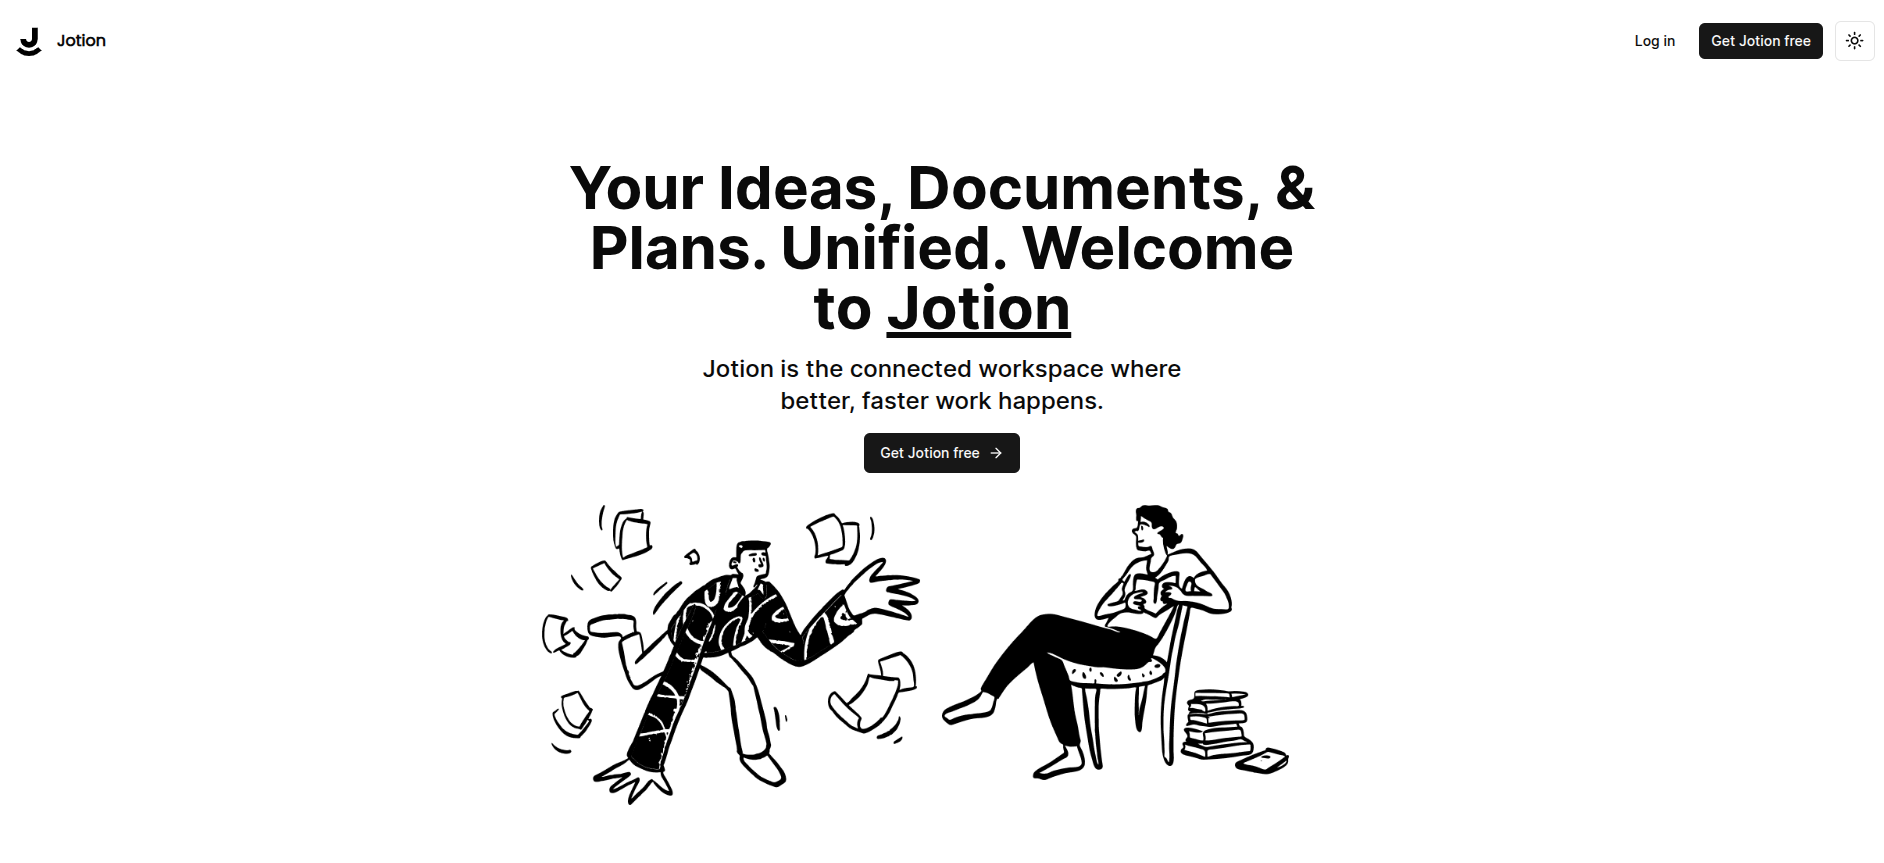 Jotion
Log in
Get Jotion free
Your Ideas, Documents, &
Plans. Unified. Welcome
to Jotion
Jotion is the connected workspace where
better, faster work happens.
Get Jotion free